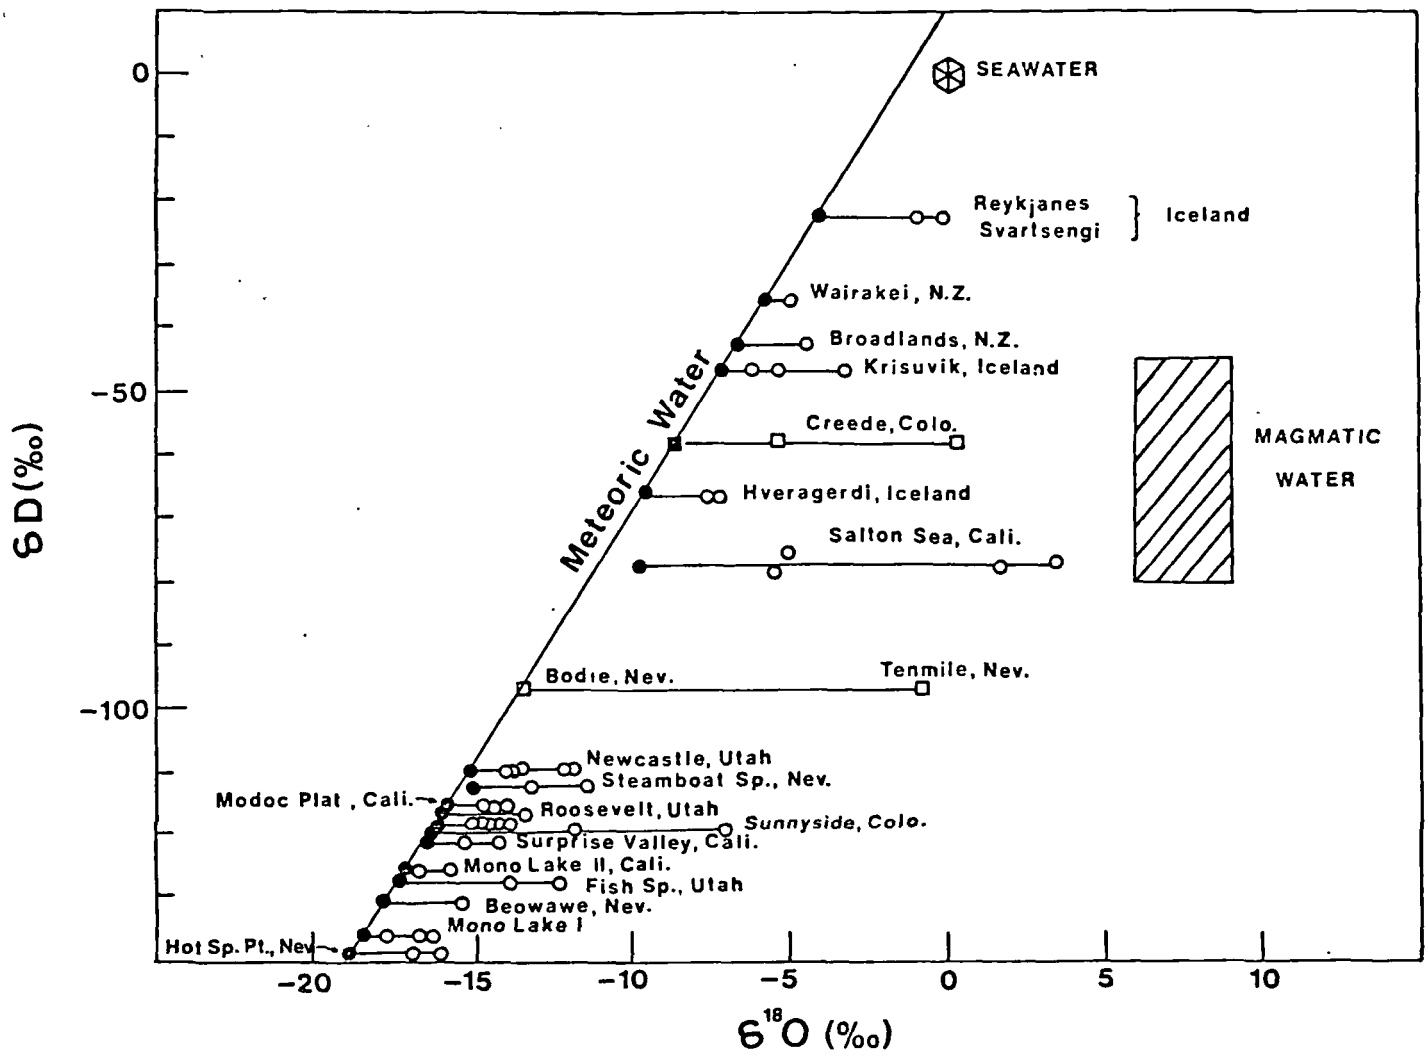 0
SEAWATER
Reykjanes
Svartsengi
Iceland
Wairakei, N.Z.
Broadlands, N.Z.
Krisuvik, Iceland
−50
Creede, Colo.
MAGMATIC
WATER
Meteoric Water
Hveragerdi, Iceland
δD(‰)
Salton Sea, Cali.
Bodie, Nev.
Tenmile, Nev.
−100
Newcastle, Utah
Steamboat Sp., Nev.
Modoc Plat, Cali.
Roosevelt, Utah
Sunnyside, Colo.
Surprise Valley, Cali.
Mono Lake II, Cali.
Fish Sp., Utah
Beowawe, Nev.
Mono Lake I
Hot Sp. Pt., Nev
−20 −15 −10 −5 0 5 10
δ¹⁸O (‰)